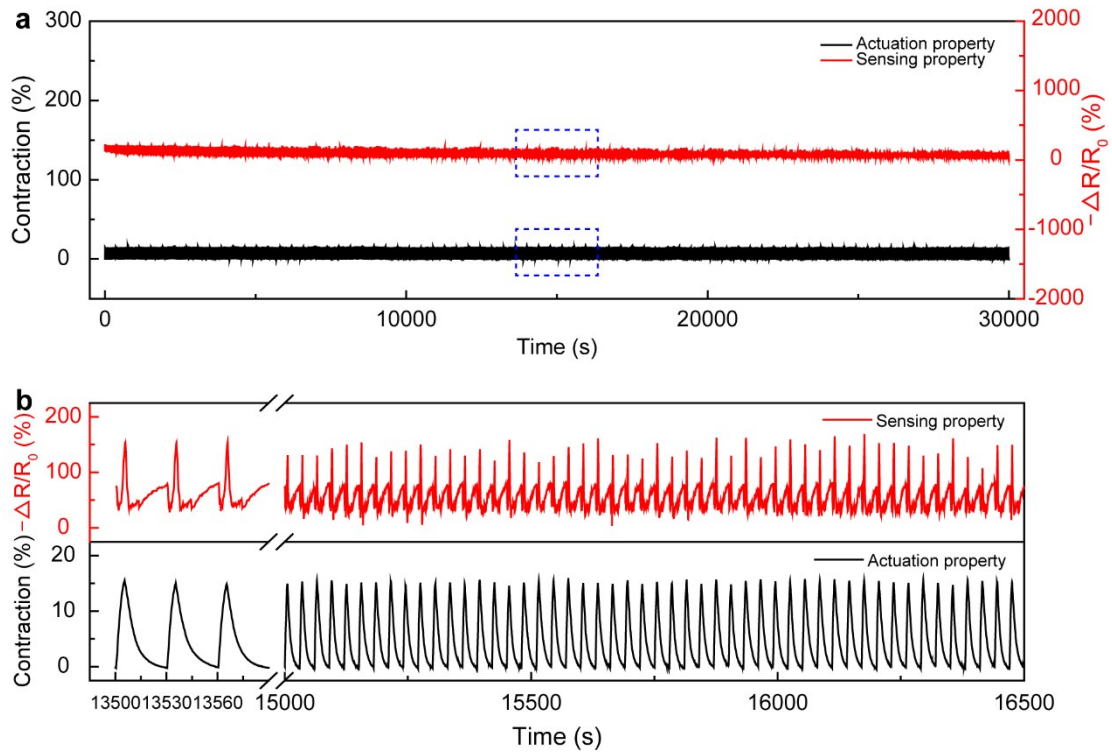 a
300
200
100
0
Contraction (%)
Actuation property
Sensing property
2000
1000
0
-1000
-2000
-△R/R0 (%)
0 10000 20000 30000
Time (s)
b
200
100
0
-△R/R0 (%)
Sensing property
20
10
0
Contraction (%)
Actuation property
13500 13530 13560 15000 15500 16000 16500
Time (s)